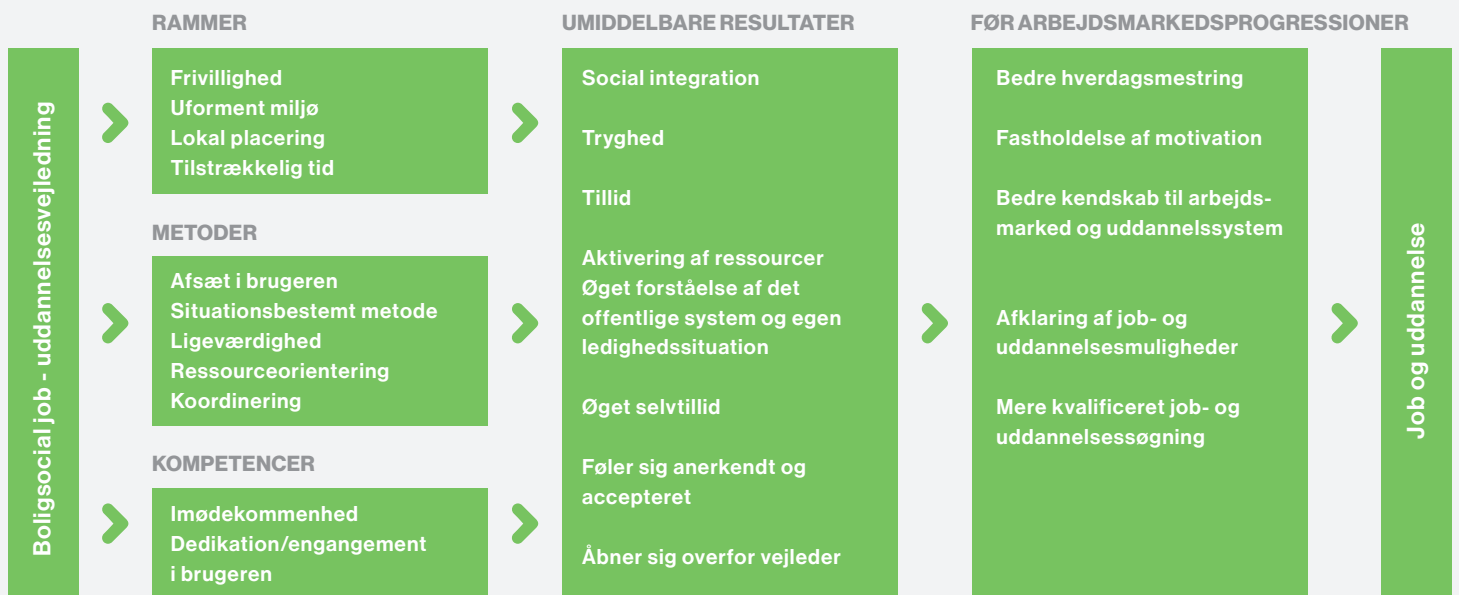 Boligsocial job - uddannelsesvejledning
RAMMER
Frivillighed
Uforment miljø
Lokal placering
Tilstrækkelig tid
METODER
Afsæt i brugeren
Situationsbestemt metode
Ligeværdighed
Ressourceorientering
Koordinering
KOMPETENCER
Imødekommenhed
Dedikation/engangement
i brugeren
UMIDDELBARE RESULTATER
Social integration
Tryghed
Tillid
Aktivering af ressourcer
Øget forståelse af det
offentlige system og egen
ledighedssituation
Øget selvtillid
Føler sig anerkendt og
accepteret
Åbner sig overfor vejleder
FØR ARBEJDSMARKEDSPROGRESSIONER
Bedre hverdagsmestring
Fastholdelse af motivation
Bedre kendskab til arbejds-
marked og uddannelssystem
Afklaring af job- og
uddannelsesmuligheder
Mere kvalificeret job- og
uddannelsessøgning
Job og uddannelse